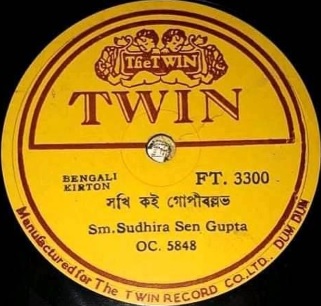 The TWIN
TWIN
BENGALI KIRTON
FT. 3300
সখি কই গোপীবল্লভ
Sm. Sudhira Sen Gupta
OC. 5848
Manufactured for The TWIN RECORD CO., LTD., DUM DUM